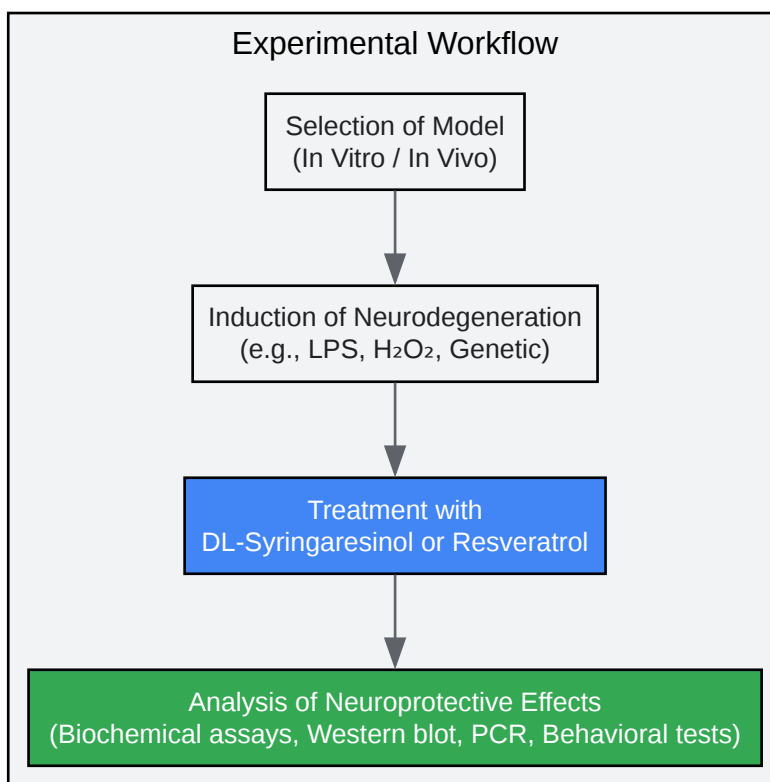 Experimental Workflow
Selection of Model
(In Vitro / In Vivo)
Induction of Neurodegeneration
(e.g., LPS, H₂O₂, Genetic)
Treatment with
DL-Syringaresinol or Resveratrol
Analysis of Neuroprotective Effects
(Biochemical assays, Western blot, PCR, Behavioral tests)